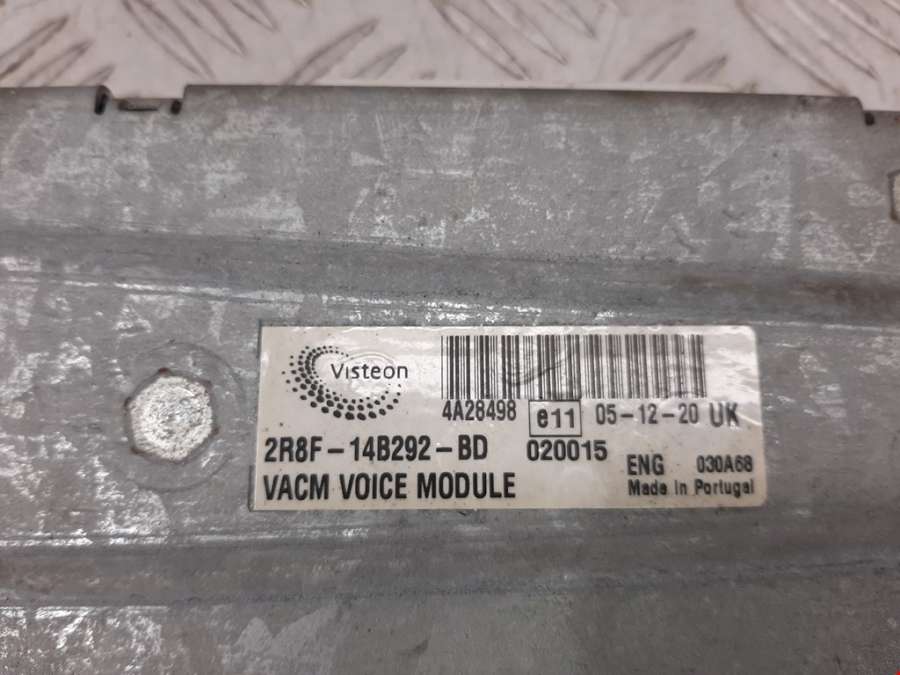 Visteon
4A28498 e11 05-12-20 UK
2R8F-14B292-BD 020015
ENG 030A68
VACM VOICE MODULE Made in Portugal